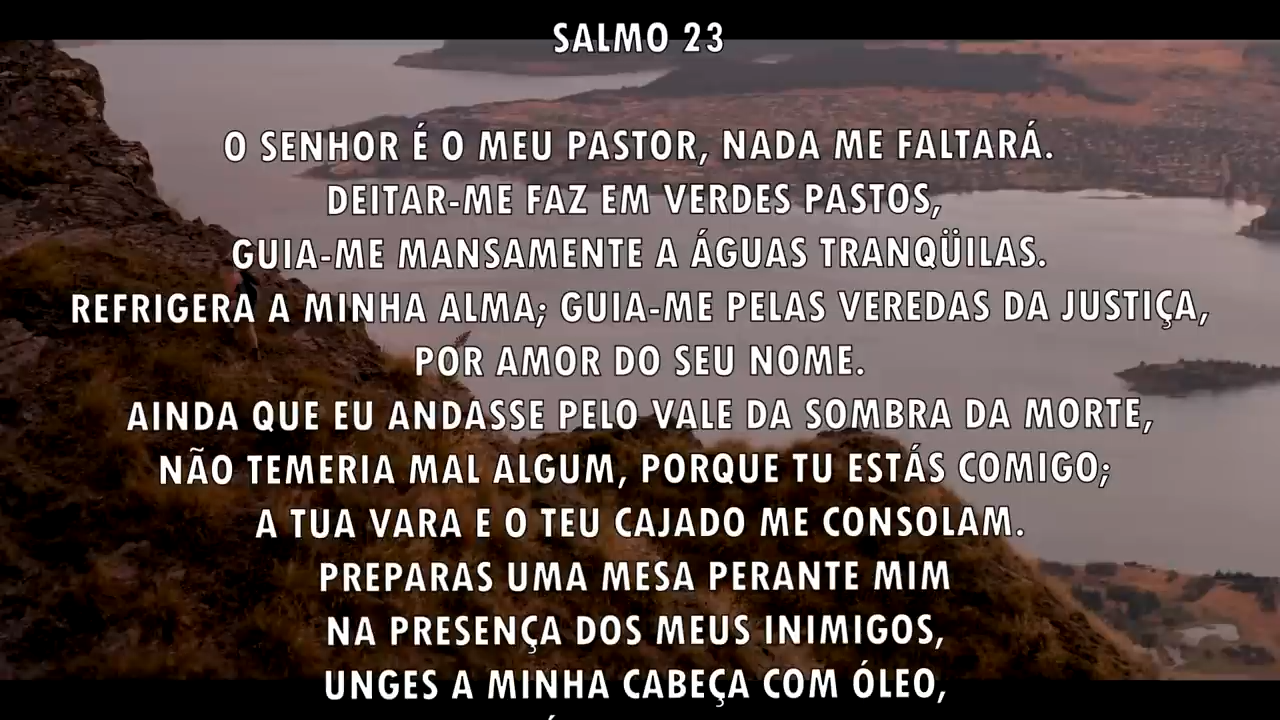 SALMO 23
O SENHOR É O MEU PASTOR, NADA ME FALTARÁ.
DEITAR-ME FAZ EM VERDES PASTOS,
GUIA-ME MANSAMENTE A ÁGUAS TRANQÜILAS.
REFRIGERA A MINHA ALMA; GUIA-ME PELAS VEREDAS DA JUSTIÇA,
POR AMOR DO SEU NOME.
AINDA QUE EU ANDASSE PELO VALE DA SOMBRA DA MORTE,
NÃO TEMERIA MAL ALGUM, PORQUE TU ESTÁS COMIGO;
A TUA VARA E O TEU CAJADO ME CONSOLAM.
PREPARAS UMA MESA PERANTE MIM
NA PRESENÇA DOS MEUS INIMIGOS,
UNGES A MINHA CABEÇA COM ÓLEO,